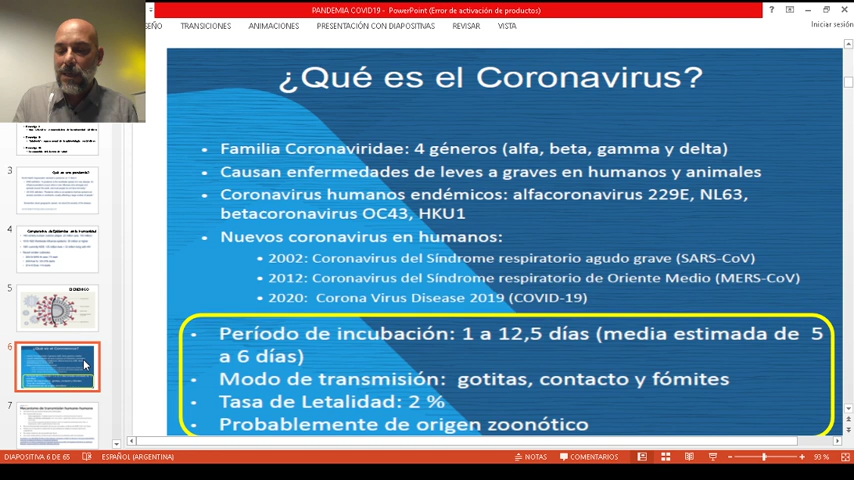 PANDEMIA COVID19 - PowerPoint (Error de activación de productos)
Iniciar sesión
SEÑO TRANSICIONES ANIMACIONES PRESENTACIÓN CON DIAPOSITIVAS REVISAR VISTA
¿Qué es el Coronavirus?
• Familia Coronaviridae: 4 géneros (alfa, beta, gamma y delta)
• Causan enfermedades de leves a graves en humanos y animales
• Coronavirus humanos endémicos: alfacoronavirus 229E, NL63,
betacoronavirus OC43, HKU1
• Nuevos coronavirus en humanos:
• 2002: Coronavirus del Síndrome respiratorio agudo grave (SARS-CoV)
• 2012: Coronavirus del Síndrome respiratorio de Oriente Medio (MERS-CoV)
• 2020: Corona Virus Disease 2019 (COVID-19)
• Período de incubación: 1 a 12,5 días (media estimada de 5
a 6 días)
• Modo de transmisión: gotitas, contacto y fómites
• Tasa de Letalidad: 2 %
• Probablemente de origen zoonótico
3
4
5
6
¿Qué es el Coronavirus?
7
DIAPOSITIVA 6 DE 65 ESPAÑOL (ARGENTINA) NOTAS COMENTARIOS 93 %